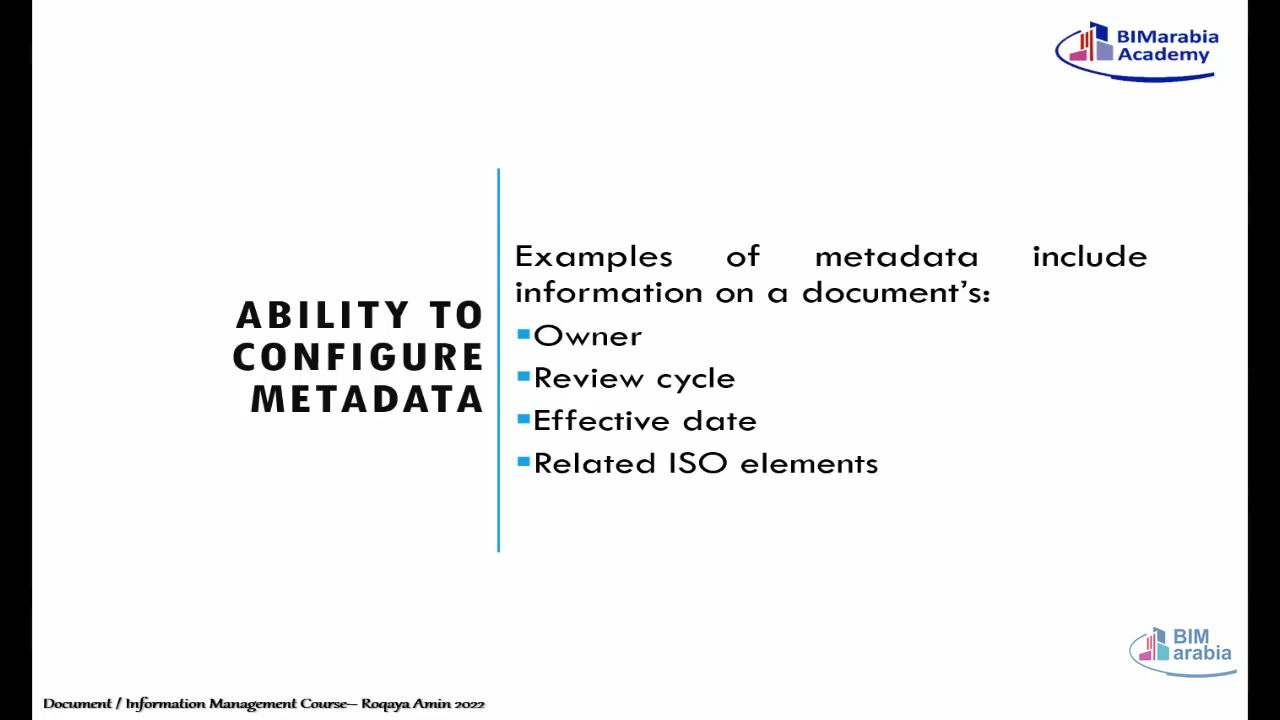 BIMarabia
Academy
ABILITY TO
CONFIGURE
METADATA
Examples of metadata include
information on a document's:
Owner
Review cycle
Effective date
Related ISO elements
BIM
arabia
Document / Information Management Course– Roqaya Amin 2022